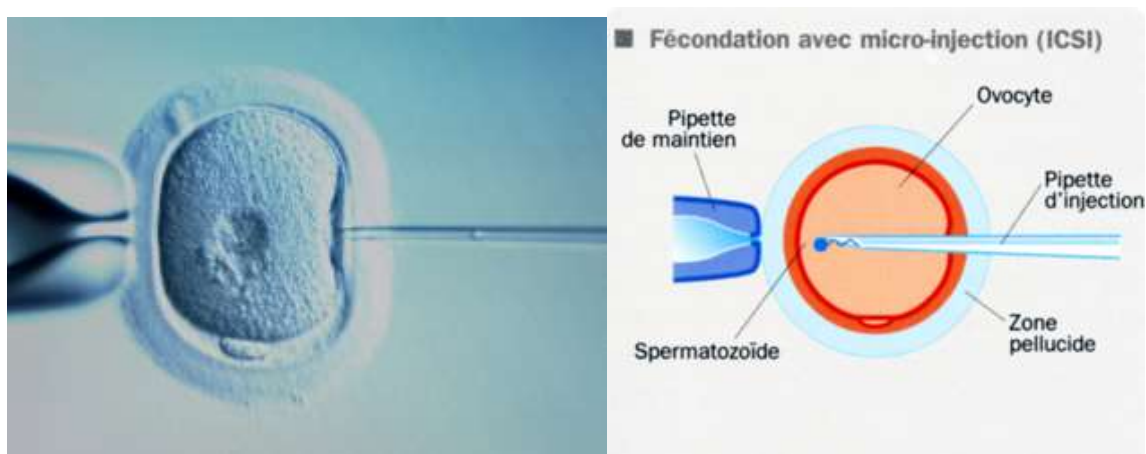 ■ Fécondation avec micro-injection (ICSI)
Ovocyte
Pipette
de maintien
Pipette
d'injection
Spermatozoïde
Zone
pellucide